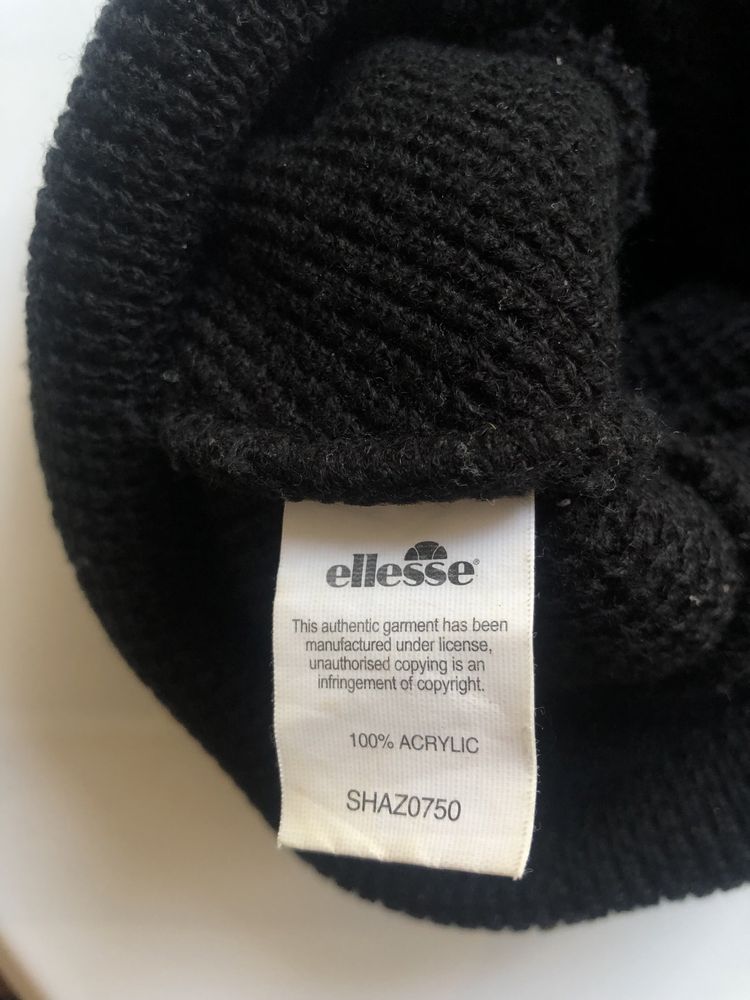 ellesse®
This authentic garment has been
manufactured under license,
unauthorised copying is an
infringement of copyright.
100% ACRYLIC
SHAZ0750